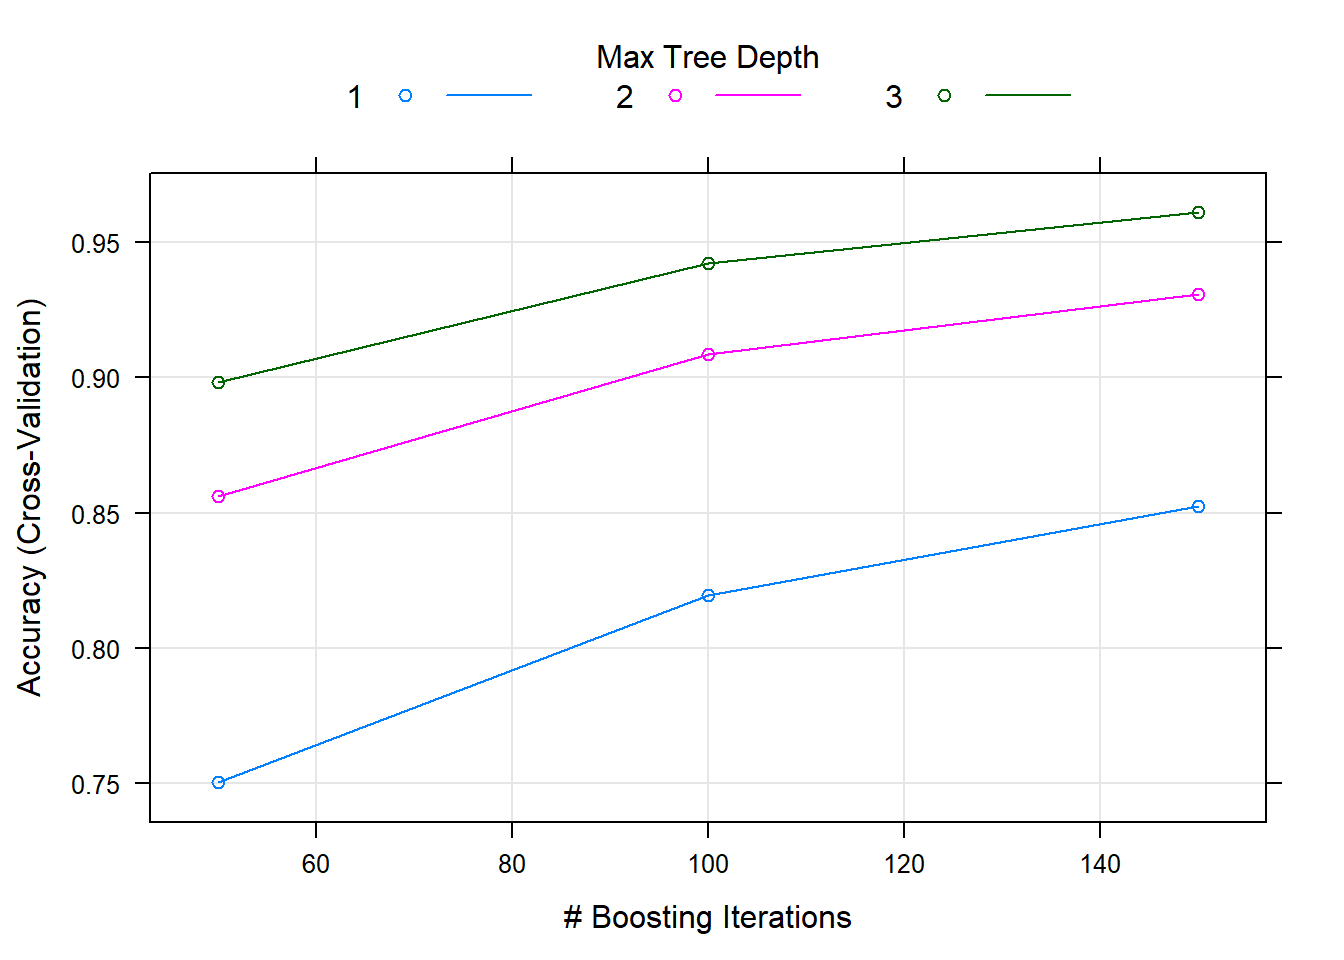 Max Tree Depth
1 2 3
0.95
0.90
0.85
0.80
0.75
Accuracy (Cross-Validation)
60 80 100 120 140
# Boosting Iterations